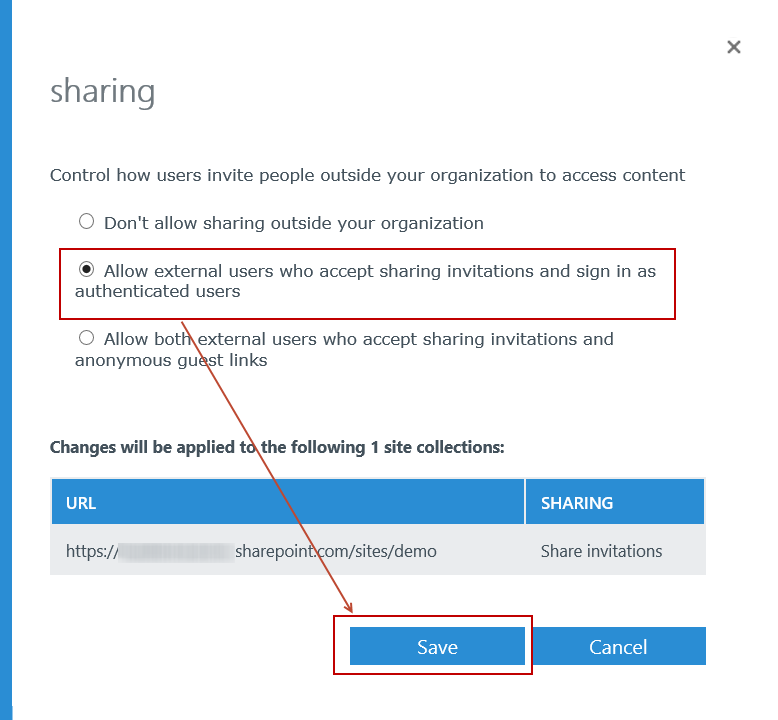 sharing
Control how users invite people outside your organization to access content
Don't allow sharing outside your organization
Allow external users who accept sharing invitations and sign in as
authenticated users
Allow both external users who accept sharing invitations and
anonymous guest links
Changes will be applied to the following 1 site collections:
URL SHARING
https:// sharepoint.com/sites/demo Share invitations
Save Cancel